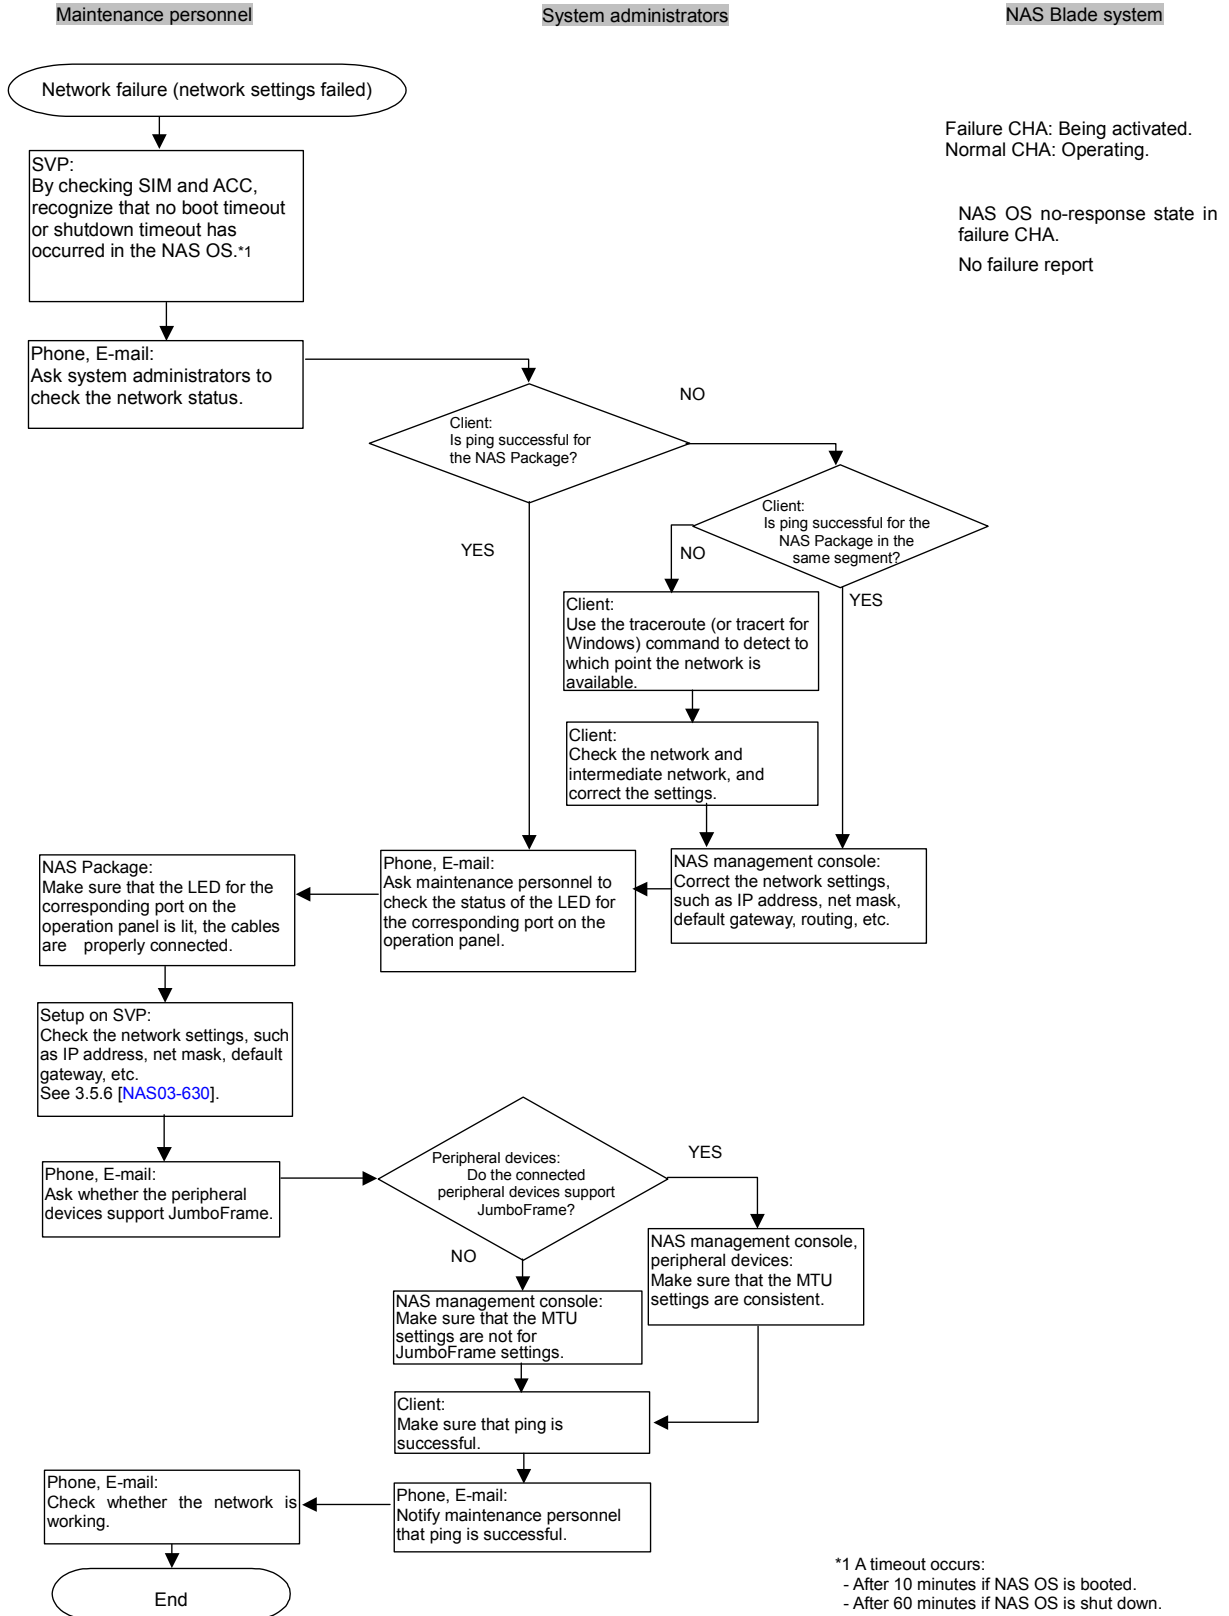 Maintenance personnel
System administrators
NAS Blade system
Network failure (network settings failed)
Failure CHA: Being activated.
Normal CHA: Operating.
NAS OS no-response state in
failure CHA.
No failure report
SVP:
By checking SIM and ACC,
recognize that no boot timeout
or shutdown timeout has
occurred in the NAS OS.*1
Phone, E-mail:
Ask system administrators to
check the network status.
Client:
Is ping successful for
the NAS Package?
NO
YES
Client:
Is ping successful for the
NAS Package in the
same segment?
NO
YES
Client:
Use the traceroute (or tracert for
Windows) command to detect to
which point the network is
available.
Client:
Check the network and
intermediate network, and
correct the settings.
NAS management console:
Correct the network settings,
such as IP address, net mask,
default gateway, routing, etc.
Phone, E-mail:
Ask maintenance personnel to
check the status of the LED for
the corresponding port on the
operation panel.
NAS Package:
Make sure that the LED for the
corresponding port on the
operation panel is lit, the cables
are properly connected.
Setup on SVP:
Check the network settings, such
as IP address, net mask, default
gateway, etc.
See 3.5.6 [NAS03-630].
Phone, E-mail:
Ask whether the peripheral
devices support JumboFrame.
Peripheral devices:
Do the connected
peripheral devices support
JumboFrame?
YES
NO
NAS management console,
peripheral devices:
Make sure that the MTU
settings are consistent.
NAS management console:
Make sure that the MTU
settings are not for
JumboFrame settings.
Client:
Make sure that ping is
successful.
Phone, E-mail:
Notify maintenance personnel
that ping is successful.
Phone, E-mail:
Check whether the network is
working.
End
*1 A timeout occurs:
- After 10 minutes if NAS OS is booted.
- After 60 minutes if NAS OS is shut down.